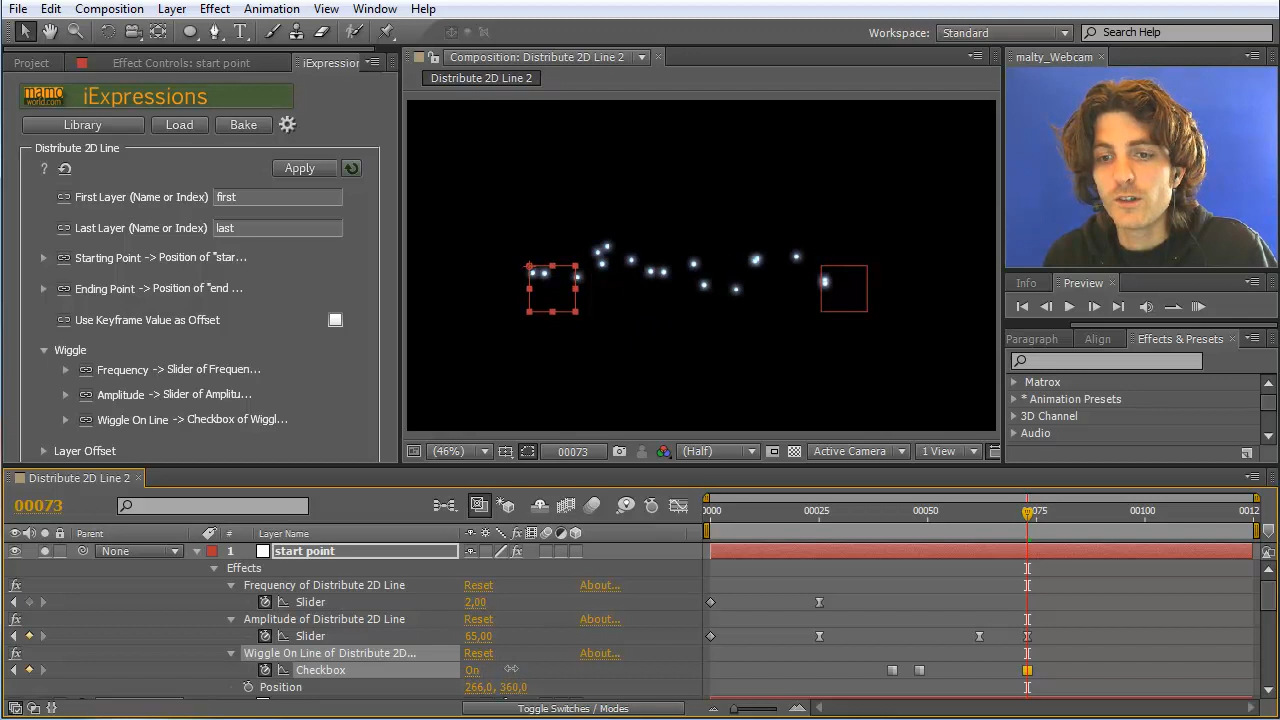 File Edit Composition Layer Effect Animation View Window Help
Workspace: Standard Search Help
Project Effect Controls: start point iExpression
Composition: Distribute 2D Line 2
malty_Webcam
Distribute 2D Line 2
mamoworld.com iExpressions
Library Load Bake
Distribute 2D Line
? Apply
First Layer (Name or Index) first
Last Layer (Name or Index) last
Starting Point -> Position of "star...
Ending Point -> Position of "end ...
Use Keyframe Value as Offset
Wiggle
Frequency -> Slider of Frequen...
Amplitude -> Slider of Amplitu...
Wiggle On Line -> Checkbox of Wiggl...
Layer Offset
(46%) 00073 (Half) Active Camera 1 View
Info Preview
Paragraph Align Effects & Presets
Matrox
* Animation Presets
3D Channel
Audio
Distribute 2D Line 2
00073
0000 00025 00050 00075 00100 0012
Parent # Layer Name
None 1 start point
Effects
Frequency of Distribute 2D Line Reset About...
Slider 2,00
Amplitude of Distribute 2D Line Reset About...
Slider 65,00
Wiggle On Line of Distribute 2D... Reset About...
Checkbox On
Position 266,0, 360,0
Toggle Switches / Modes